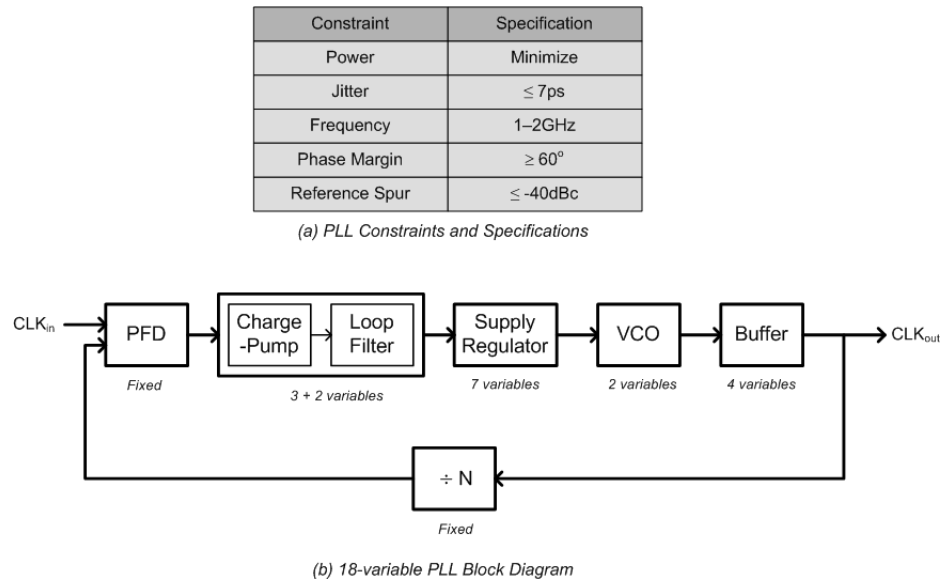 Constraint Specification
Power Minimize
Jitter ≤ 7ps
Frequency 1–2GHz
Phase Margin ≥ 60°
Reference Spur ≤ -40dBc
(a) PLL Constraints and Specifications
CLKin
PFD
Fixed
Charge
-Pump
Loop
Filter
3 + 2 variables
Supply
Regulator
7 variables
VCO
2 variables
Buffer
4 variables
CLKout
÷ N
Fixed
(b) 18-variable PLL Block Diagram